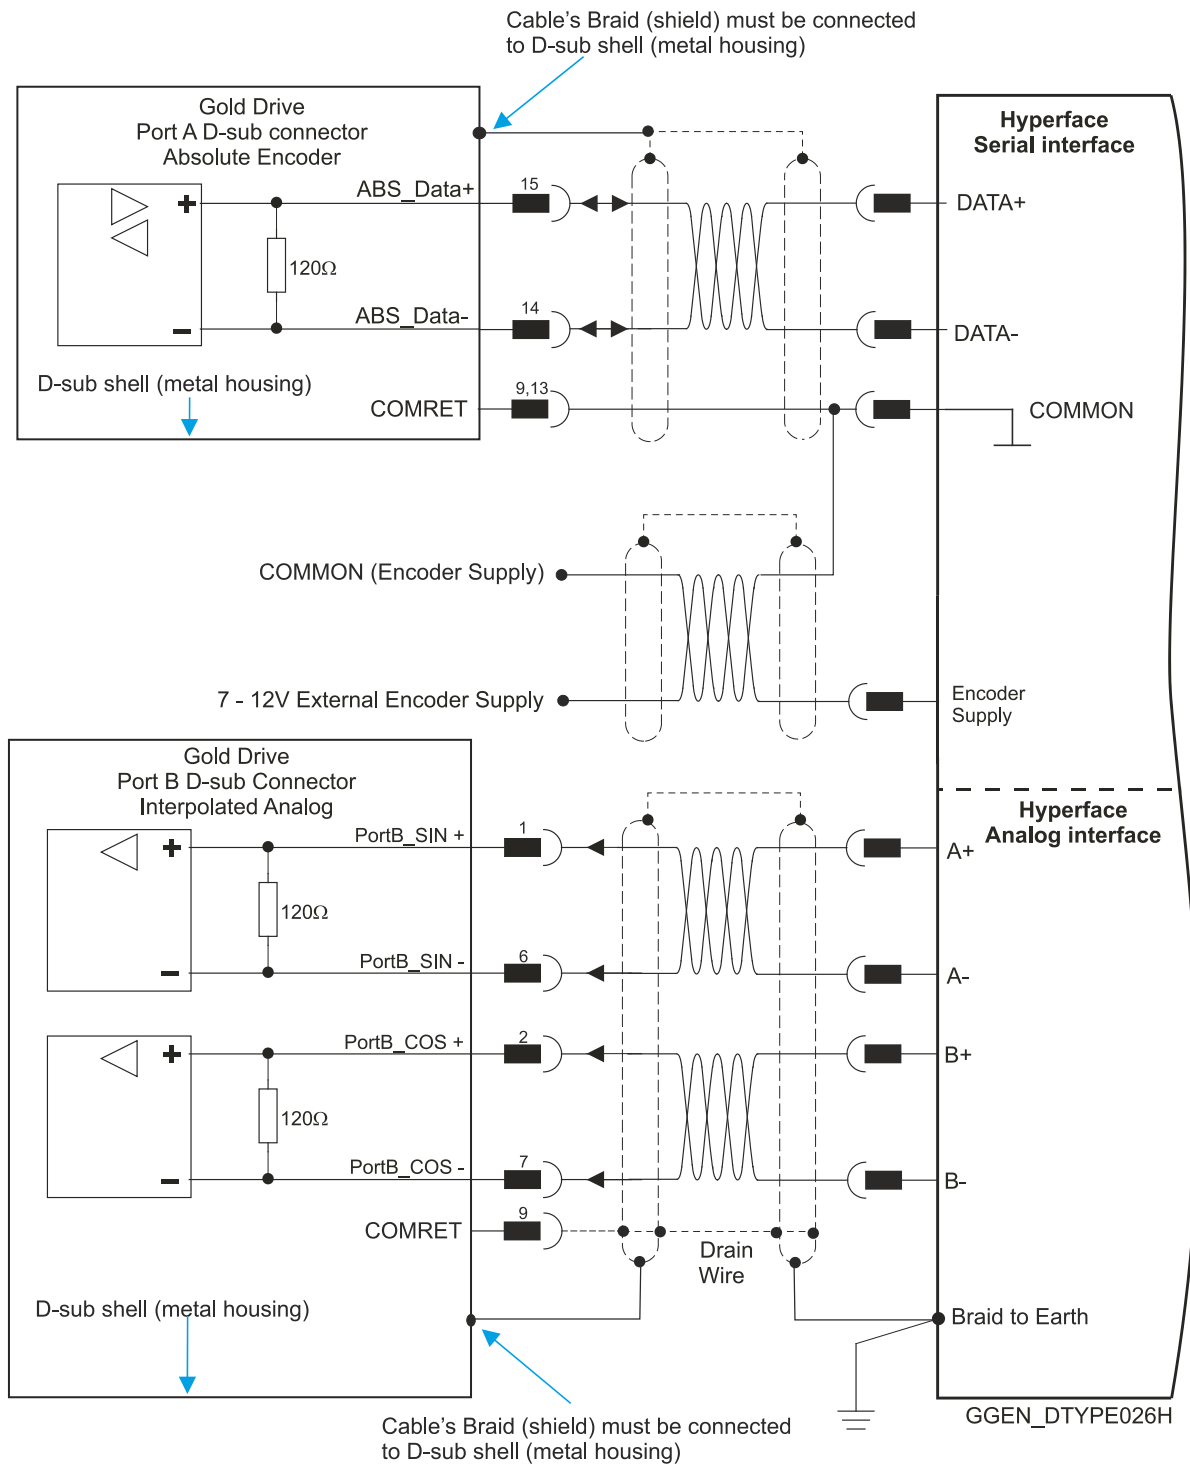 Cable's Braid (shield) must be connected
to D-sub shell (metal housing)
Gold Drive
Port A D-sub connector
Absolute Encoder
Hyperface
Serial interface
ABS_Data+
15
DATA+
+
120Ω
ABS_Data-
14
DATA-
-
D-sub shell (metal housing)
COMRET
9,13
COMMON
COMMON (Encoder Supply)
7 - 12V External Encoder Supply
Encoder
Supply
Gold Drive
Port B D-sub Connector
Interpolated Analog
Hyperface
Analog interface
PortB_SIN +
1
A+
+
120Ω
PortB_SIN -
6
A-
-
PortB_COS +
2
B+
+
120Ω
PortB_COS -
7
B-
-
COMRET
9
Drain
Wire
D-sub shell (metal housing)
Braid to Earth
Cable's Braid (shield) must be connected
to D-sub shell (metal housing)
GGEN_DTYPE026H